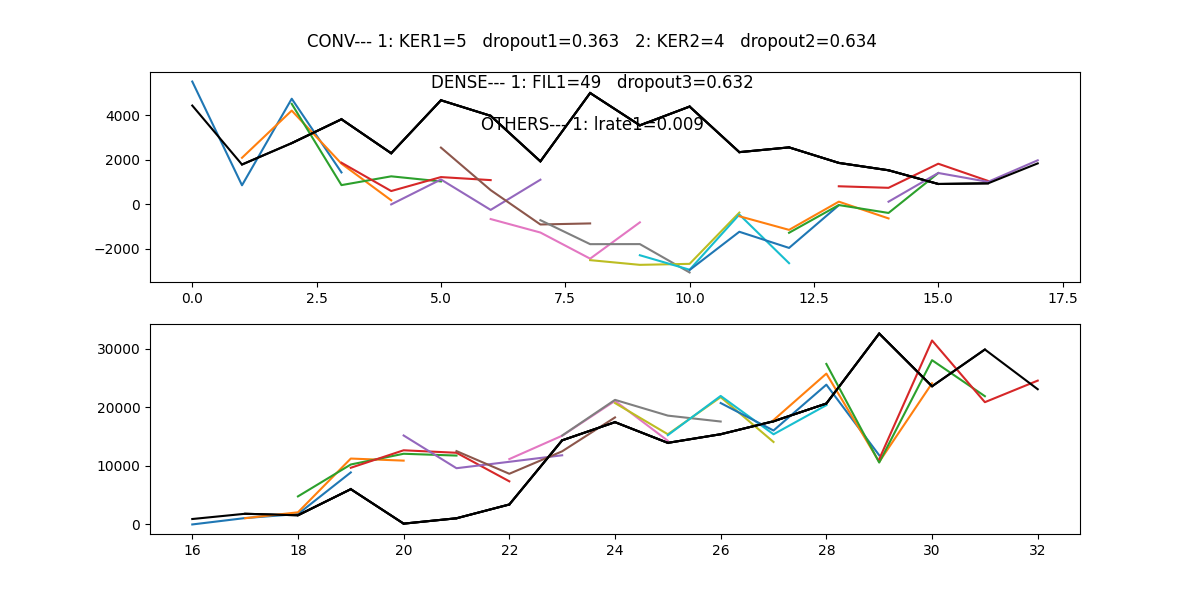 CONV--- 1: KER1=5 dropout1=0.363 2: KER2=4 dropout2=0.634
DENSE--- 1: FIL1=49 dropout3=0.632
OTHERS--- 1: lrate1=0.009
4000
2000
0
−2000
0.0 2.5 5.0 7.5 10.0 12.5 15.0 17.5
30000
20000
10000
0
16 18 20 22 24 26 28 30 32